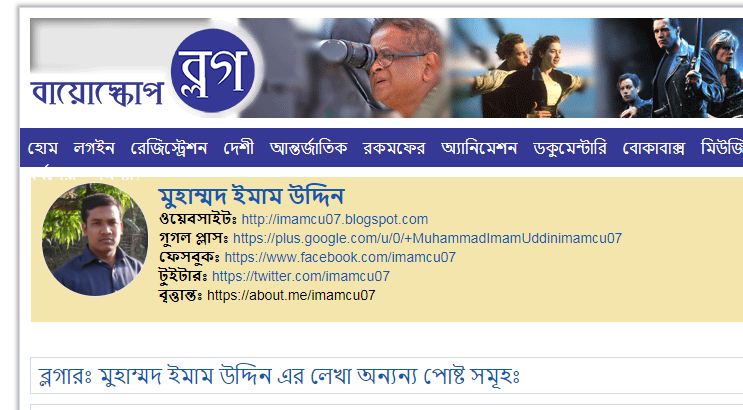 বায়োস্কোপ ব্লগ
হোম লগইন রেজিস্ট্রেশন দেশী আন্তর্জাতিক রকমফের অ্যানিমেশন ডকুমেন্টারি বোকাবাক্স মিউজি
মুহাম্মদ ইমাম উদ্দিন
ওয়েবসাইটঃ http://imamcu07.blogspot.com
গুগল প্লাসঃ https://plus.google.com/u/0/+MuhammadImamUddinimamcu07
ফেসবুকঃ https://www.facebook.com/imamcu07
টুইটারঃ https://twitter.com/imamcu07
বৃত্তান্তঃ https://about.me/imamcu07
ব্লগারঃ মুহাম্মদ ইমাম উদ্দিন এর লেখা অন্যন্য পোষ্ট সমূহঃ